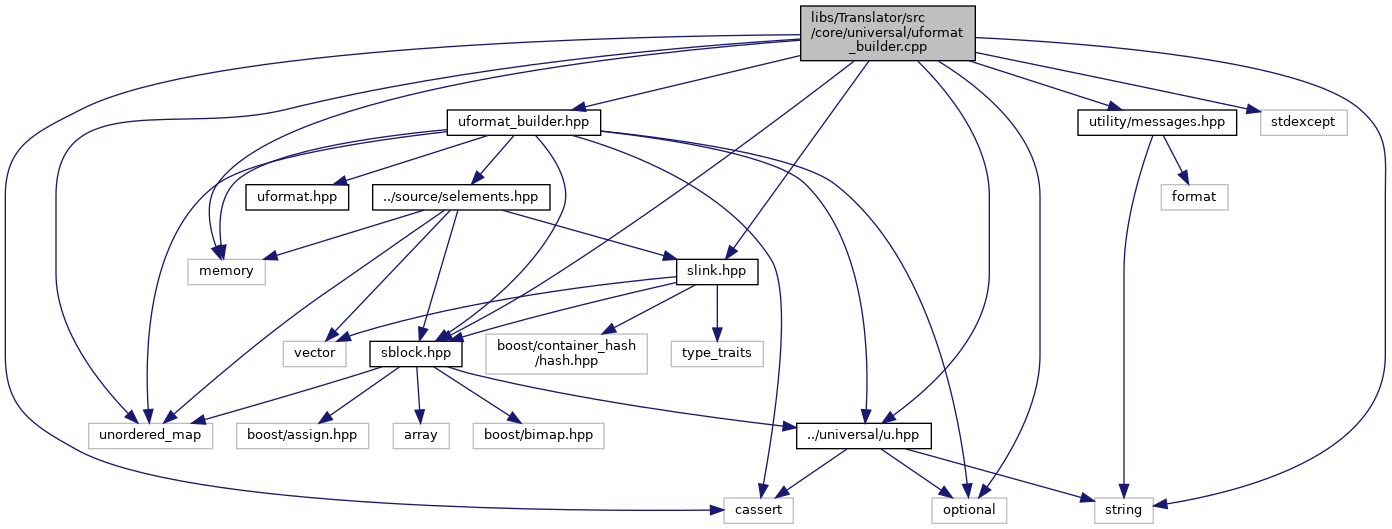 libs/Translator/src
/core/universal/uformat
_builder.cpp
uformat_builder.hpp
utility/messages.hpp
stdexcept
uformat.hpp
../source/selements.hpp
format
memory
slink.hpp
vector
sblock.hpp
boost/container_hash
/hash.hpp
type_traits
unordered_map
boost/assign.hpp
array
boost/bimap.hpp
../universal/u.hpp
cassert
optional
string